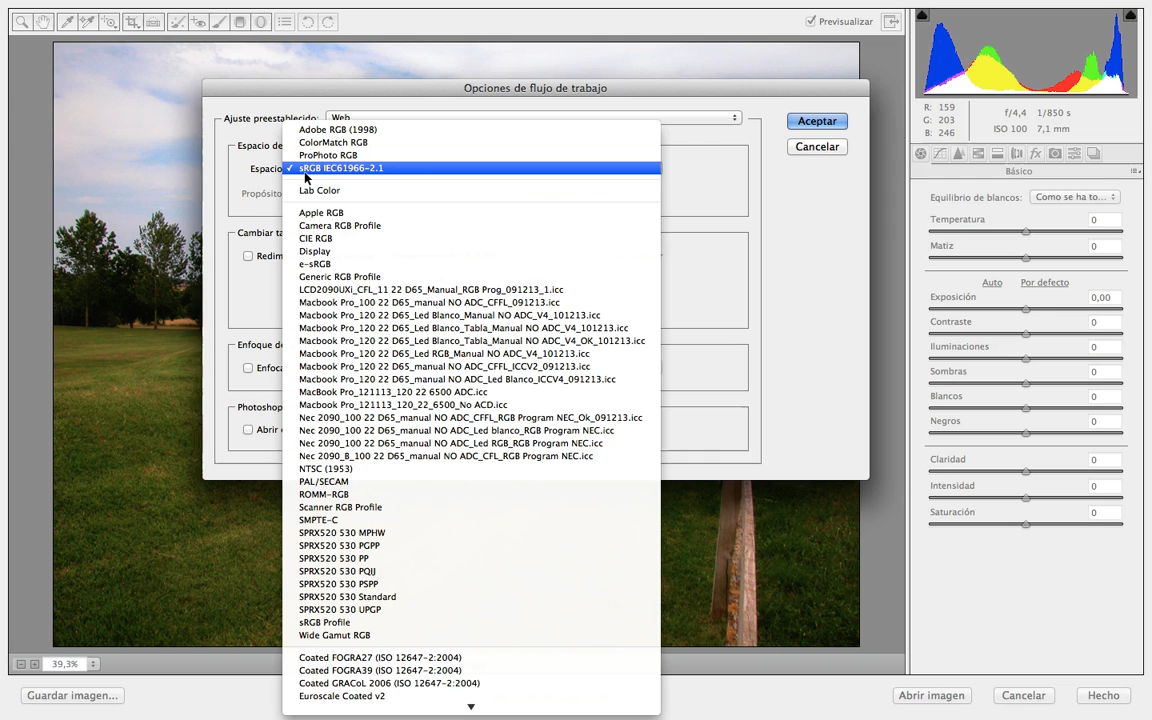 Previsualizar
Opciones de flujo de trabajo
Ajuste preestablecido: Web
Aceptar
Cancelar
Espacio de
Espacio
Propósito
Cambiar ta
Redim
Enfoque de
Enfoca
Photoshop
Abrir
Adobe RGB (1998)
ColorMatch RGB
ProPhoto RGB
✓ sRGB IEC61966-2.1
Lab Color
Apple RGB
Camera RGB Profile
CIE RGB
Display
e-sRGB
Generic RGB Profile
LCD2090UXi_CFL_11 22 D65_Manual_RGB Prog_091213_1.icc
Macbook Pro_100 22 D65_manual NO ADC_CFFL_091213.icc
Macbook Pro_120 22 D65_Led Blanco_Manual NO ADC_V4_101213.icc
Macbook Pro_120 22 D65_Led Blanco_Tabla_Manual NO ADC_V4_101213.icc
Macbook Pro_120 22 D65_Led Blanco_Tabla_Manual NO ADC_V4_OK_101213.icc
Macbook Pro_120 22 D65_Led RGB_Manual NO ADC_V4_101213.icc
Macbook Pro_120 22 D65_manual NO ADC_CFFL_ICCV2_091213.icc
Macbook Pro_120 22 D65_manual NO ADC_Led Blanco_ICCV4_091213.icc
MacBook Pro_121113_120 22 6500 ADC.icc
MacBook Pro_121113_120_22_6500_No ACD.icc
Nec 2090_100 22 D65_manual NO ADC_CFFL_RGB Program NEC_Ok_091213.icc
Nec 2090_100 22 D65_manual NO ADC_Led blanco_RGB Program NEC.icc
Nec 2090_100 22 D65_manual NO ADC_Led RGB_RGB Program NEC.icc
Nec 2090_B_100 22 D65_manual NO ADC_CFL_RGB Program NEC.icc
NTSC (1953)
PAL/SECAM
ROMM-RGB
Scanner RGB Profile
SMPTE-C
SPRX520 530 MPHW
SPRX520 530 PGPP
SPRX520 530 PP
SPRX520 530 PQIJ
SPRX520 530 PSPP
SPRX520 530 Standard
SPRX520 530 UPGP
sRGB Profile
Wide Gamut RGB
Coated FOGRA27 (ISO 12647-2:2004)
Coated FOGRA39 (ISO 12647-2:2004)
Coated GRACoL 2006 (ISO 12647-2:2004)
Euroscale Coated v2
R: 159
G: 203
B: 246
f/4,4 1/850 s
ISO 100 7,1 mm
fx
Básico
Equilibrio de blancos: Como se ha to...
Temperatura 0
Matiz 0
Auto Por defecto
Exposición 0,00
Contraste 0
Iluminaciones 0
Sombras 0
Blancos 0
Negros 0
Claridad 0
Intensidad 0
Saturación 0
39,3%
Guardar imagen...
Abrir imagen
Cancelar
Hecho